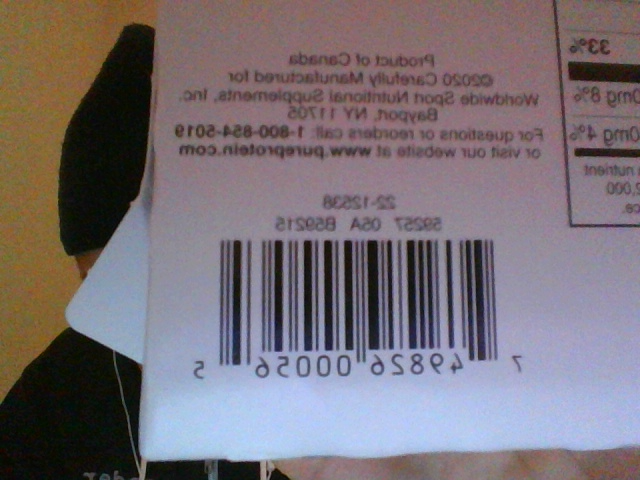 Product of Canada
©2020 Carefully Manufactured for
Worldwide Sport Nutritional Supplements, Inc.
Bayport, NY 11705
For questions or reorders call: 1-800-854-5019
or visit our website at www.pureprotein.com
22-12538
59257 05A B59215
7 49826 00056 5
33%
0mg 8%
0mg 4%
nutrient
2,000
ce.